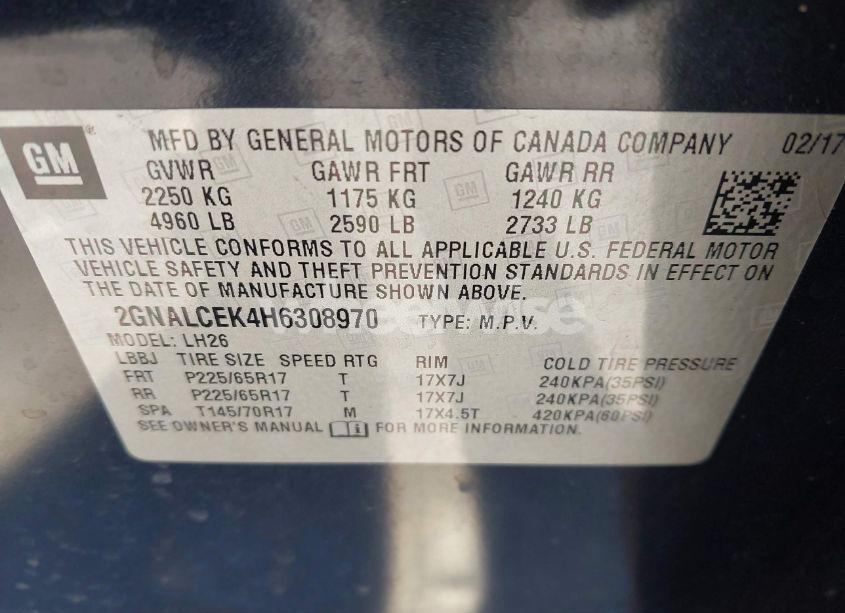 GM ® MFD BY GENERAL MOTORS OF CANADA COMPANY 02/17
GVWR GAWR FRT GAWR RR
2250 KG 1175 KG 1240 KG
4960 LB 2590 LB 2733 LB
THIS VEHICLE CONFORMS TO ALL APPLICABLE U.S. FEDERAL MOTOR
VEHICLE SAFETY AND THEFT PREVENTION STANDARDS IN EFFECT ON
THE DATE OF MANUFACTURE SHOWN ABOVE.
2GNALCEK4H6308970 TYPE: M.P.V.
MODEL: LH26
LBBJ TIRE SIZE SPEED RTG RIM COLD TIRE PRESSURE
FRT P225/65R17 T 17X7J 240KPA(35PSI)
RR P225/65R17 T 17X7J 240KPA(35PSI)
SPA T145/70R17 M 17X4.5T 420KPA(60PSI)
SEE OWNER'S MANUAL FOR MORE INFORMATION.